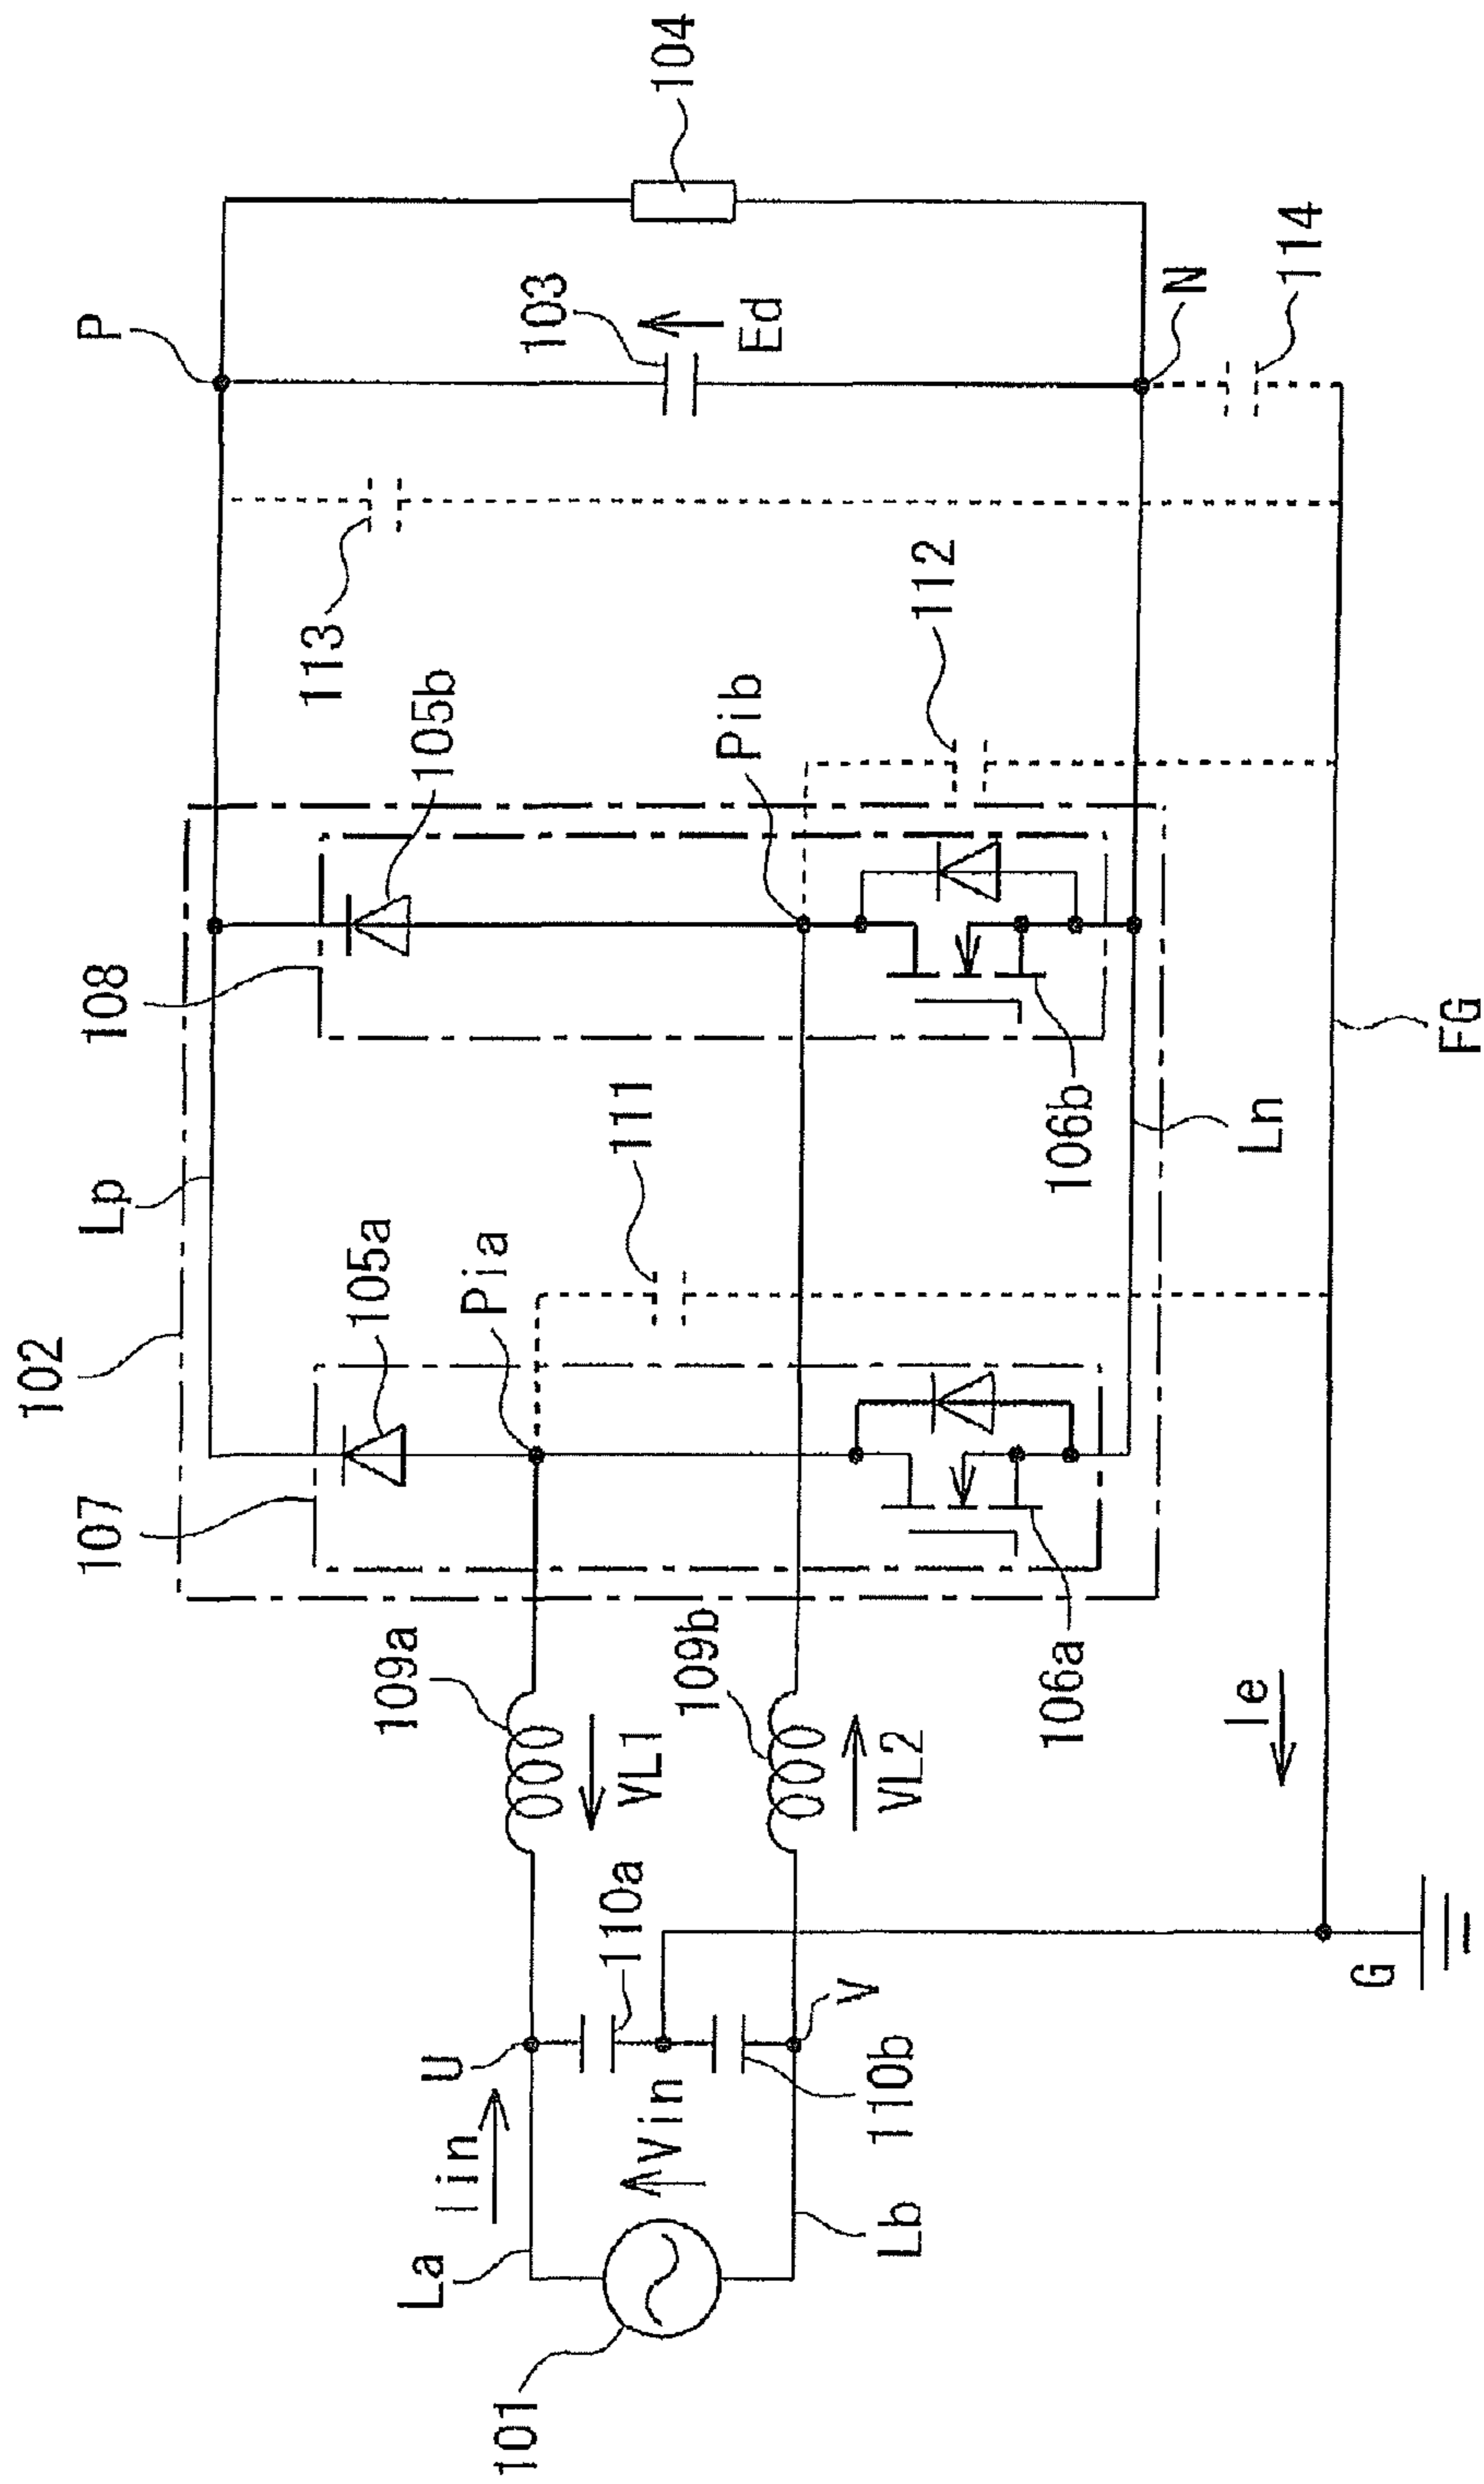 P
103
Ed
104
113
N
114
112
108
105b
Pib
Lp
111
106b
Ln
FG
102
105a
Pia
107
109a
109b
106a
VL1
VL2
Ie
110a
U
V
G
Iin
Vin
110b
La
Lb
101